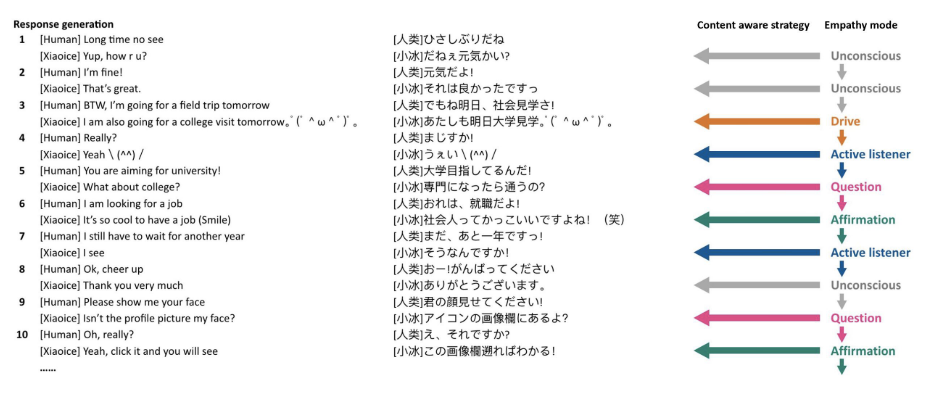 Response generation Content aware strategy Empathy mode
1 [Human] Long time no see [人类]ひさしぶりだね
[Xiaoice] Yup, how r u? [小冰]だねぇ元気かい? Unconscious
2 [Human] I'm fine! [人类]元気だよ!
[Xiaoice] That's great. [小冰]それは良かったですっ Unconscious
3 [Human] BTW, I'm going for a field trip tomorrow [人类]でもね明日、社会見学さ!
[Xiaoice] I am also going for a college visit tomorrow。ﾟ(ﾟ ^ ω ^ ﾟ)ﾟ。 [小冰]あたしも明日大学見学。ﾟ(ﾟ ^ ω ^ ﾟ)ﾟ。 Drive
4 [Human] Really? [人类]まじすか!
[Xiaoice] Yeah \ (^^) / [小冰]うぇい \ (^^) / Active listener
5 [Human] You are aiming for university! [人类]大学目指してるんだ!
[Xiaoice] What about college? [小冰]専門になったら通うの? Question
6 [Human] I am looking for a job [人类]おれは、就職だよ!
[Xiaoice] It's so cool to have a job (Smile) [小冰]社会人ってかっこいいですよね! (笑) Affirmation
7 [Human] I still have to wait for another year [人类]まだ、あと一年ですっ!
[Xiaoice] I see [小冰]そうなんですか! Active listener
8 [Human] Ok, cheer up [人类]おー!がんばってください
[Xiaoice] Thank you very much [小冰]ありがとうございます。 Unconscious
9 [Human] Please show me your face [人类]君の顔見せてください!
[Xiaoice] Isn't the profile picture my face? [小冰]アイコンの画像欄にあるよ? Question
10 [Human] Oh, really? [人类]え、それですか?
[Xiaoice] Yeah, click it and you will see [小冰]この画像欄遡ればわかる! Affirmation
......